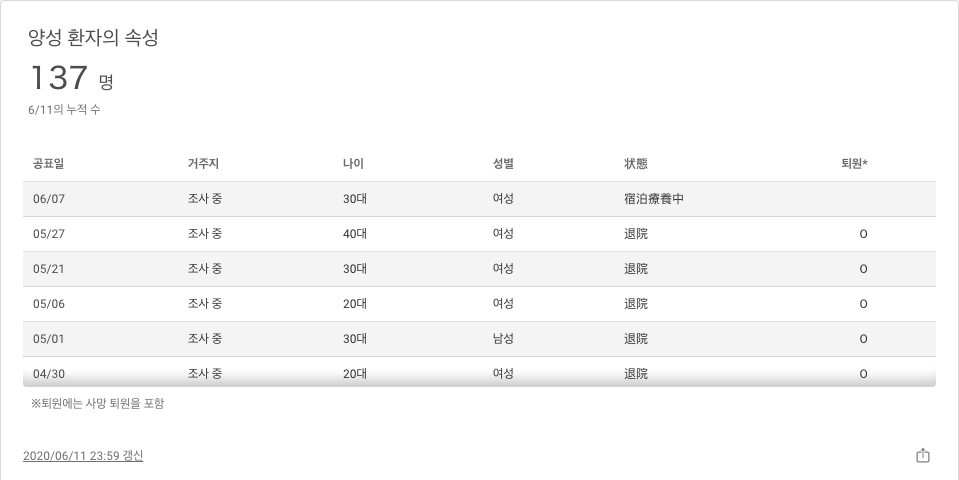 양성 환자의 속성
137 명
6/11의 누적 수
공표일 거주지 나이 성별 状態 퇴원*
06/07 조사 중 30대 여성 宿泊療養中
05/27 조사 중 40대 여성 退院 O
05/21 조사 중 30대 여성 退院 O
05/06 조사 중 20대 여성 退院 O
05/01 조사 중 30대 남성 退院 O
04/30 조사 중 20대 여성 退院 O
※퇴원에는 사망 퇴원을 포함
2020/06/11 23:59 갱신